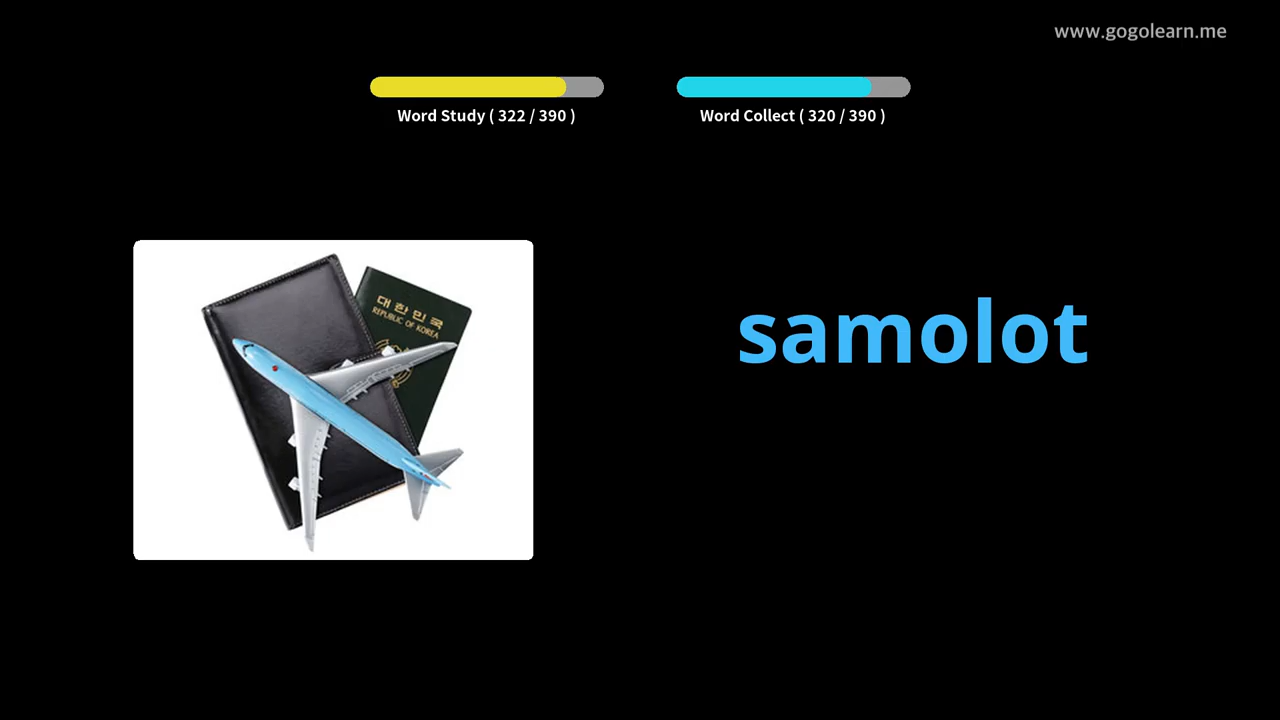 www.gogolearn.me
Word Study ( 322 / 390 )
Word Collect ( 320 / 390 )
대한민국
REPUBLIC OF KOREA
samolot